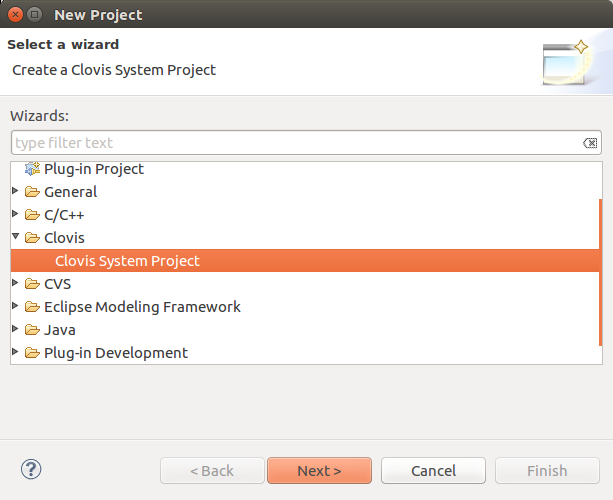 New Project
Select a wizard
Create a Clovis System Project
Wizards:
type filter text
Plug-in Project
General
C/C++
Clovis
Clovis System Project
CVS
Eclipse Modeling Framework
Java
Plug-in Development
?
< Back
Next >
Cancel
Finish